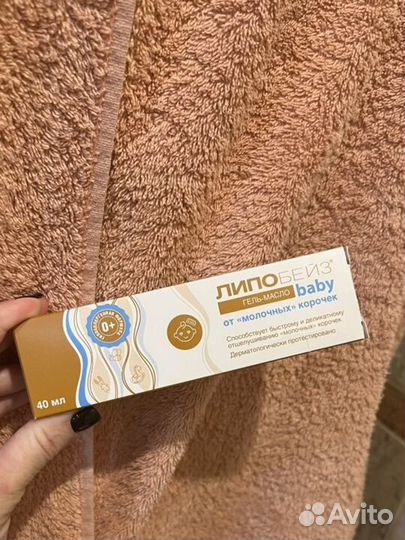 ЛИПОБЕЙЗ®
ГЕЛЬ-МАСЛО baby
от «молочных» корочек
Способствует быстрому и деликатному
отшелушиванию «молочных» корочек
Дерматологически протестировано
0+
40 мл
Avito